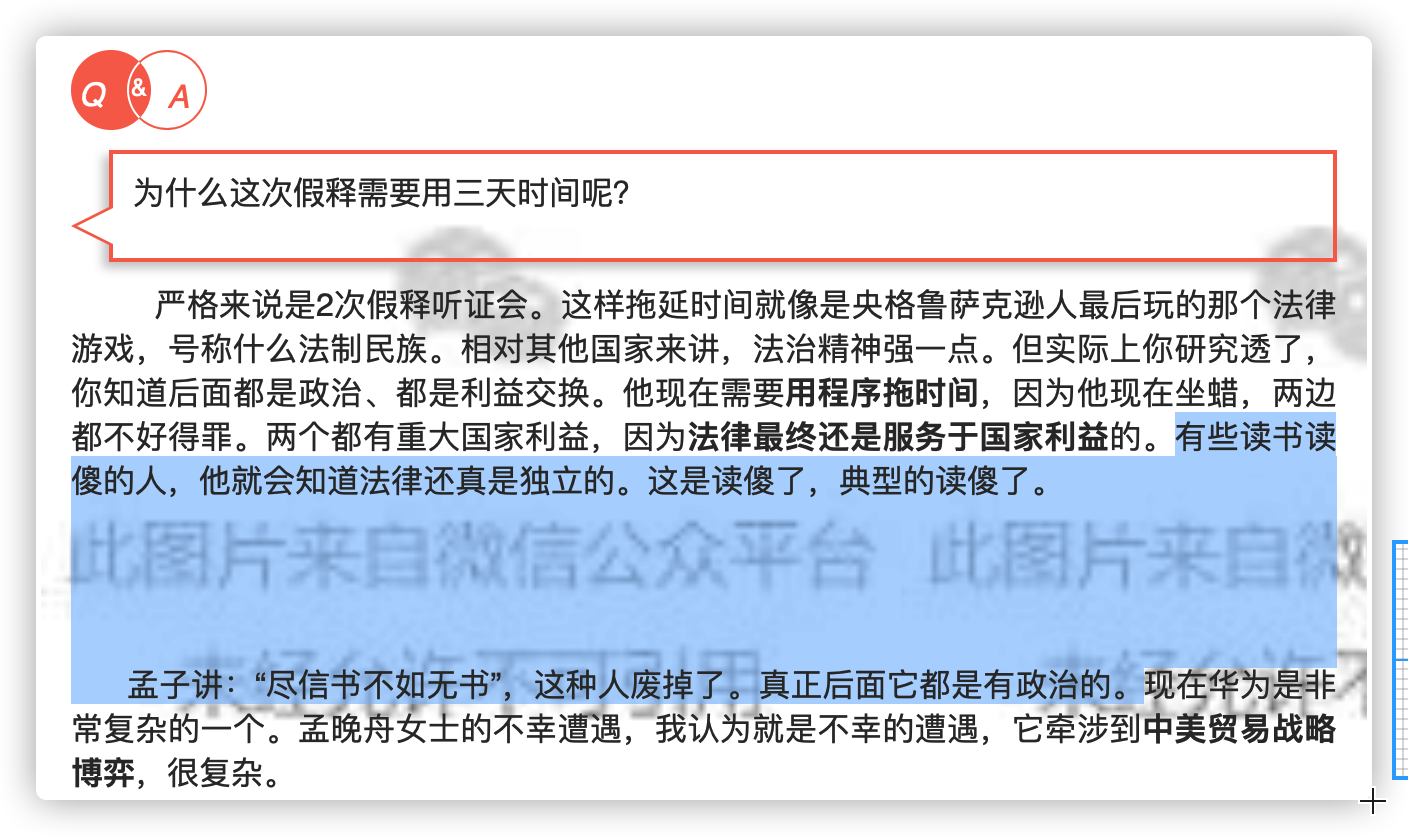 Q & A
为什么这次假释需要用三天时间呢？
严格来说是2次假释听证会。这样拖延时间就像是央格鲁萨克逊人最后玩的那个法律
游戏，号称什么法制民族。相对其他国家来讲，法治精神强一点。但实际上你研究透了，
你知道后面都是政治、都是利益交换。他现在需要用程序拖时间，因为他现在坐蜡，两边
都不好得罪。两个都有重大国家利益，因为法律最终还是服务于国家利益的。有些读书读
傻的人，他就会知道法律还真是独立的。这是读傻了，典型的读傻了。
此图片来自微信公众平台 此图片来自微
未经允许不可引用
孟子讲：“尽信书不如无书”，这种人废掉了。真正后面它都是有政治的。现在华为是非
常复杂的一个。孟晚舟女士的不幸遭遇，我认为就是不幸的遭遇，它牵涉到中美贸易战略
博弈，很复杂。